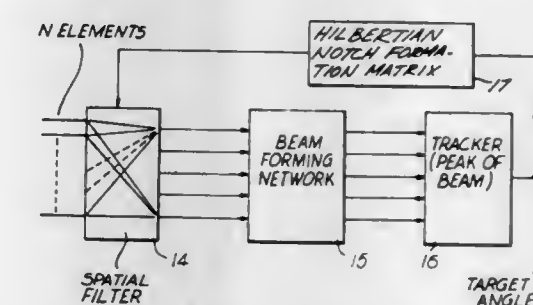 N ELEMENTS
HILBERTIAN
NOTCH FORMA-
TION MATRIX
17
BEAM
FORMING
NETWORK
TRACKER
(PEAK OF
BEAM)
14
15
16
SPATIAL
FILTER
TARGET
ANGLE